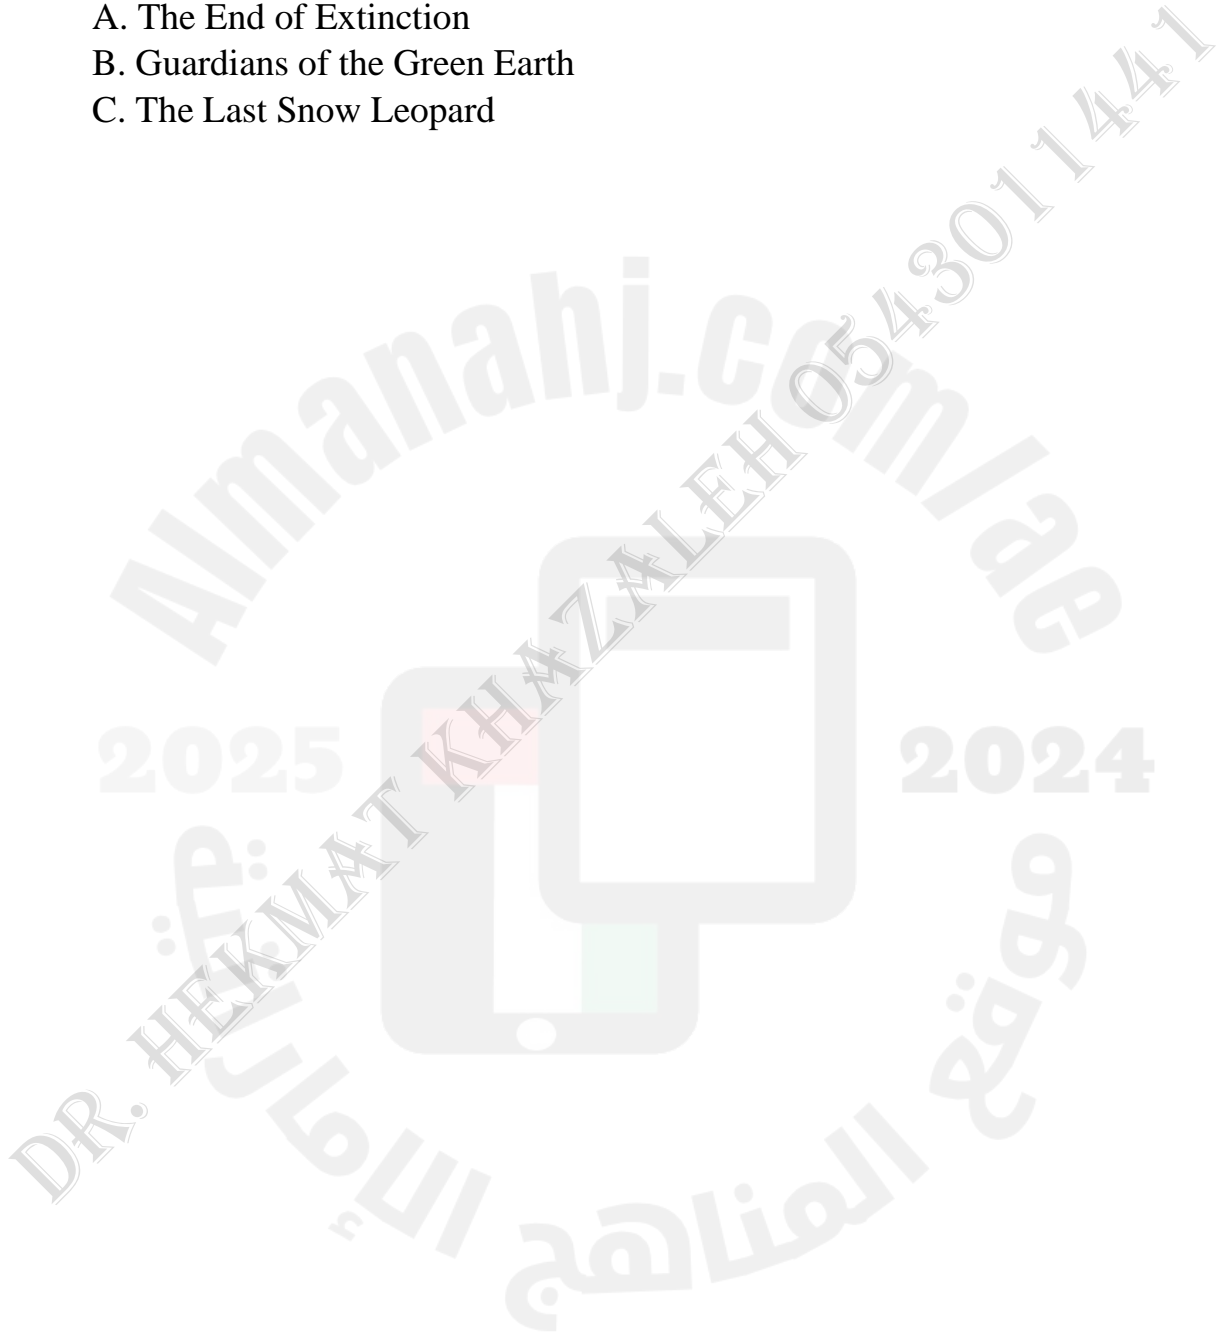 A. The End of Extinction
B. Guardians of the Green Earth
C. The Last Snow Leopard
Almanahj.com/ae
DR. HEKMAT KHAZALEH 0543011441
2025
2024
موقع
المناهج
الإماراتية